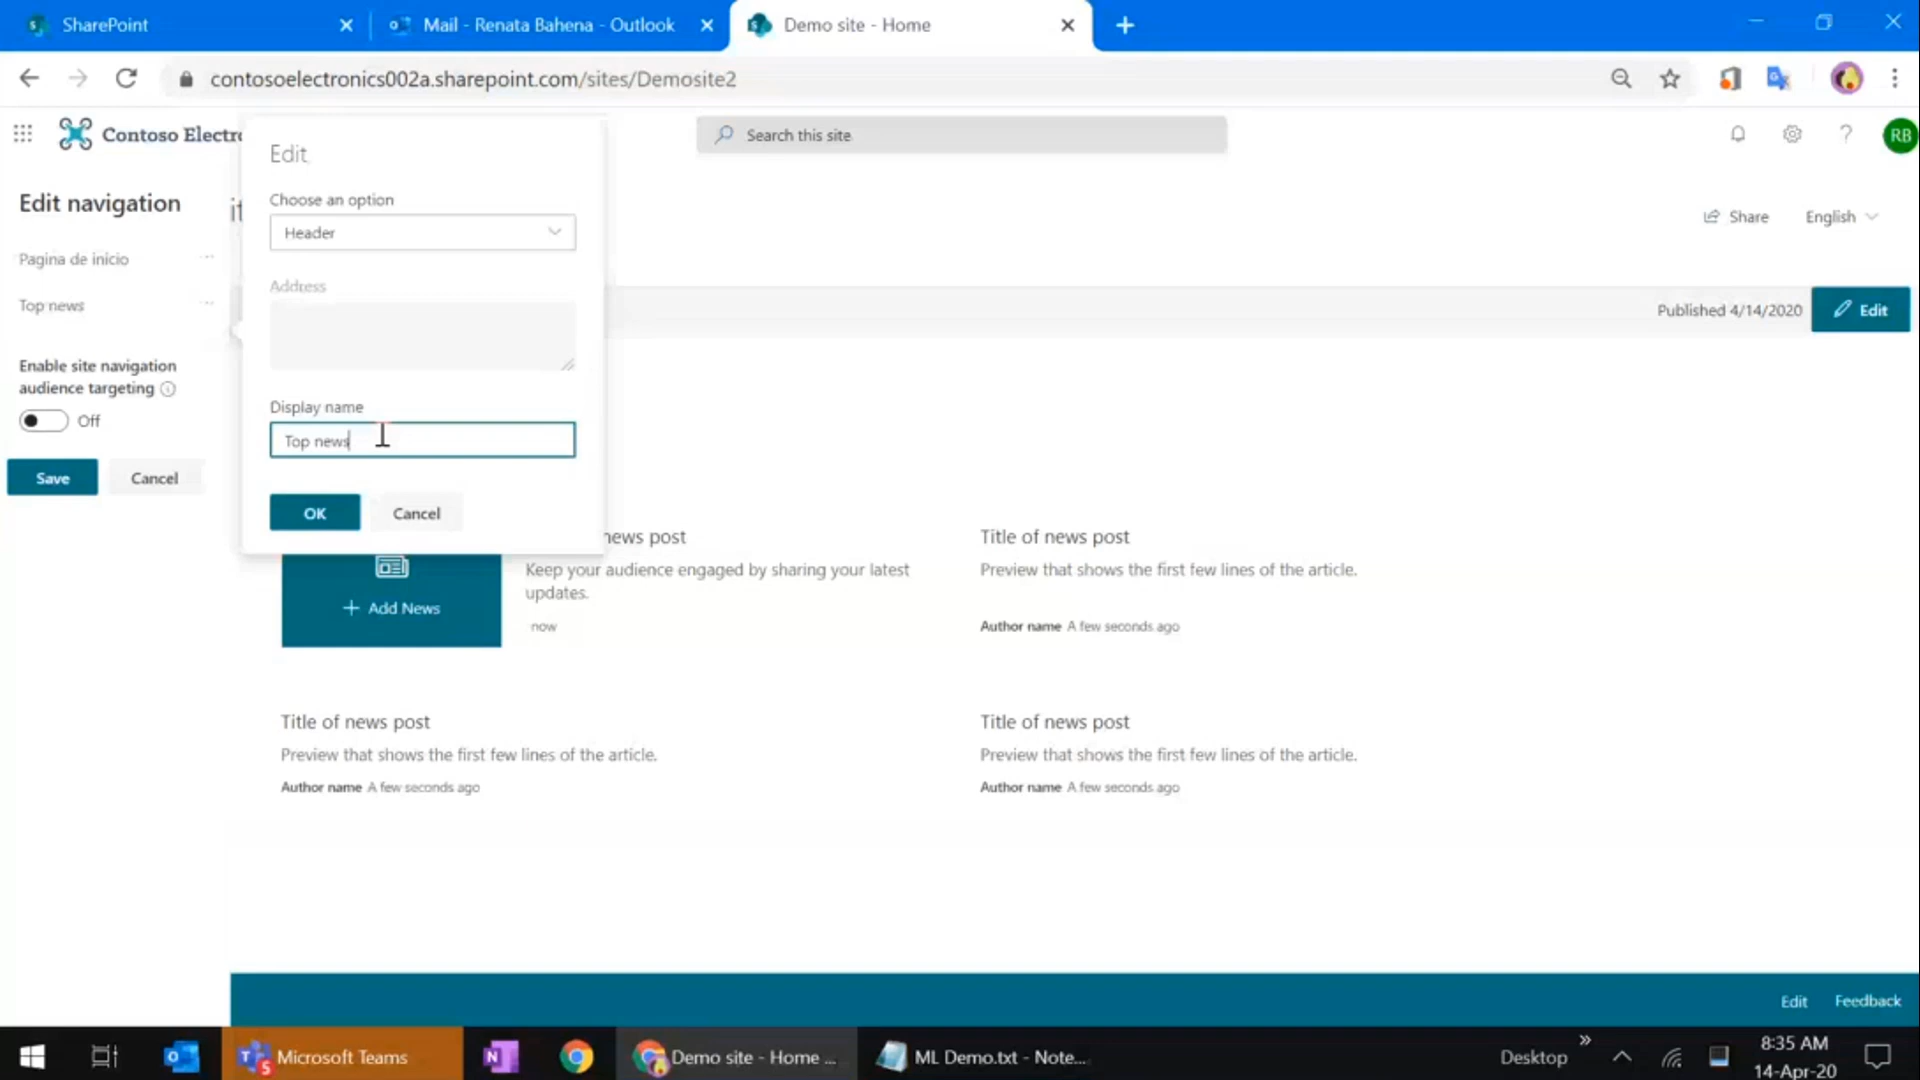 SharePoint
Mail - Renata Bahena - Outlook
Demo site - Home
contosoelectronics002a.sharepoint.com/sites/Demosite2
Contoso Electro
Search this site
RB
Edit navigation
Pagina de inicio
Top news
Enable site navigation
audience targeting
Off
Save
Cancel
Edit
Choose an option
Header
Address
Display name
Top news
OK
Cancel
Share
English
Published 4/14/2020
Edit
Add News
news post
Keep your audience engaged by sharing your latest
updates.
now
Title of news post
Preview that shows the first few lines of the article.
Author name A few seconds ago
Title of news post
Preview that shows the first few lines of the article.
Author name A few seconds ago
Title of news post
Preview that shows the first few lines of the article.
Author name A few seconds ago
Edit
Feedback
Microsoft Teams
Demo site - Home ...
ML Demo.txt - Note...
Desktop
8:35 AM
14-Apr-20